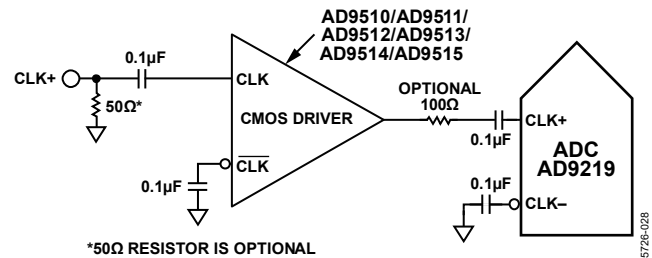 AD9510/AD9511/
AD9512/AD9513/
AD9514/AD9515
0.1µF
CLK+
50Ω*
CLK
CMOS DRIVER
CLK
0.1µF
OPTIONAL
100Ω
0.1µF
CLK+
ADC
AD9219
0.1µF
CLK–
*50Ω RESISTOR IS OPTIONAL
5726-028